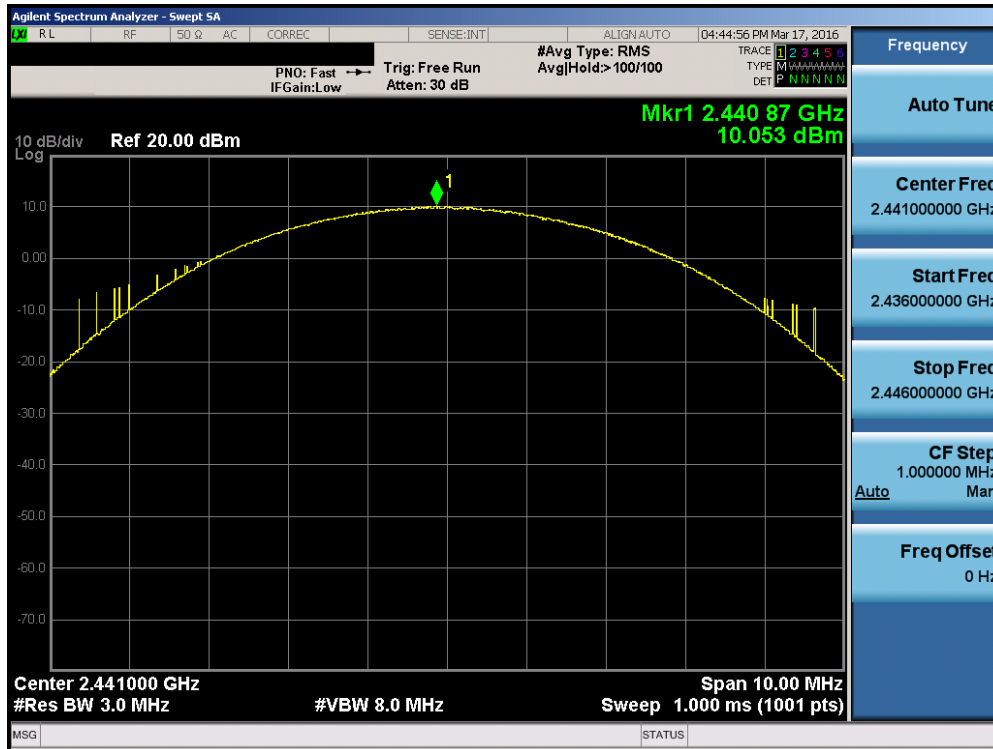 Agilent Spectrum Analyzer - Swept SA
LXI RL RF 50 Ω AC CORREC SENSE:INT ALIGN AUTO 04:44:56 PM Mar 17, 2016
PNO: Fast
IFGain:Low
Trig: Free Run
Atten: 30 dB
#Avg Type: RMS
Avg|Hold:>100/100
TRACE 1 2 3 4 5 6
TYPE M
DET P N N N N N
Mkr1 2.440 87 GHz
10.053 dBm
10 dB/div Ref 20.00 dBm
Log
1
10.0
0.00
-10.0
-20.0
-30.0
-40.0
-50.0
-60.0
-70.0
Center 2.441000 GHz Span 10.00 MHz
#Res BW 3.0 MHz #VBW 8.0 MHz Sweep 1.000 ms (1001 pts)
MSG STATUS
Frequency
Auto Tune
Center Freq
2.441000000 GHz
Start Freq
2.436000000 GHz
Stop Freq
2.446000000 GHz
CF Step
1.000000 MHz
Auto Man
Freq Offset
0 Hz